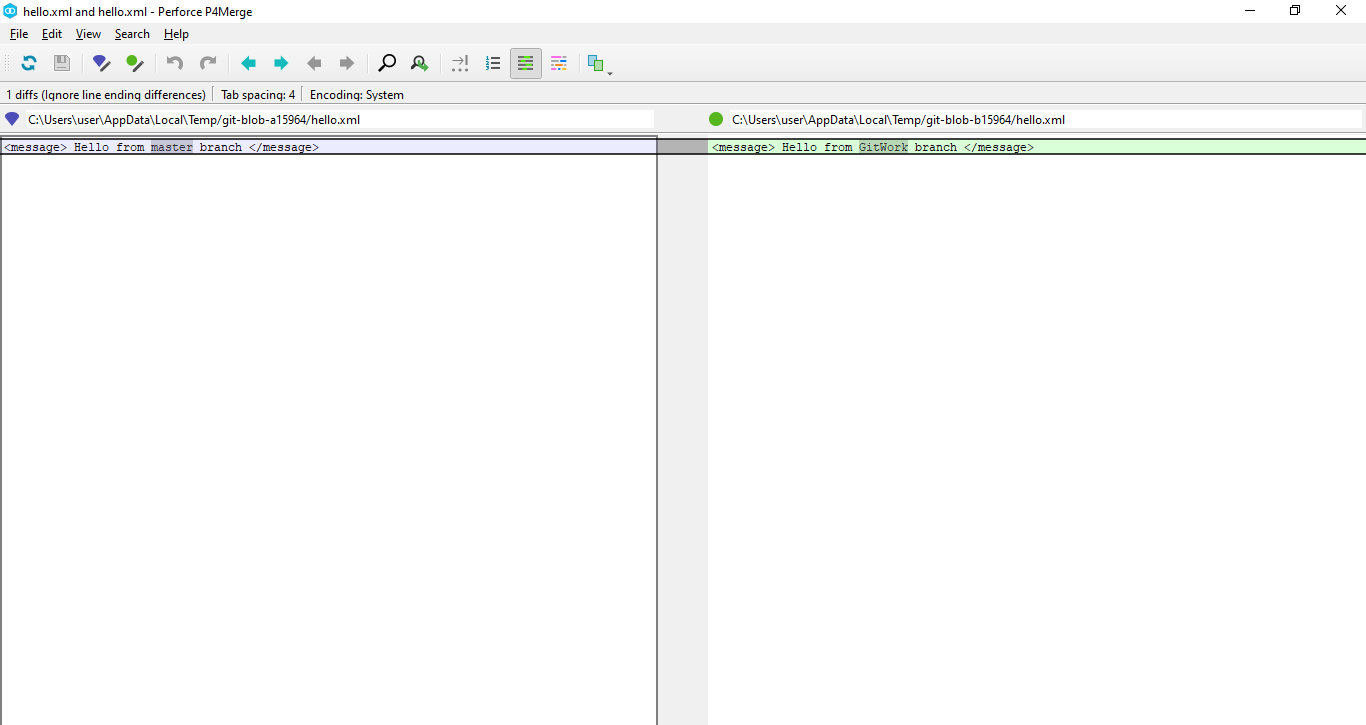 hello.xml and hello.xml - Perforce P4Merge
File Edit View Search Help
1 diffs (Ignore line ending differences) Tab spacing: 4 Encoding: System
C:\Users\user\AppData\Local\Temp/git-blob-a15964/hello.xml
C:\Users\user\AppData\Local\Temp/git-blob-b15964/hello.xml
<message> Hello from master branch </message>
<message> Hello from GitWork branch </message>